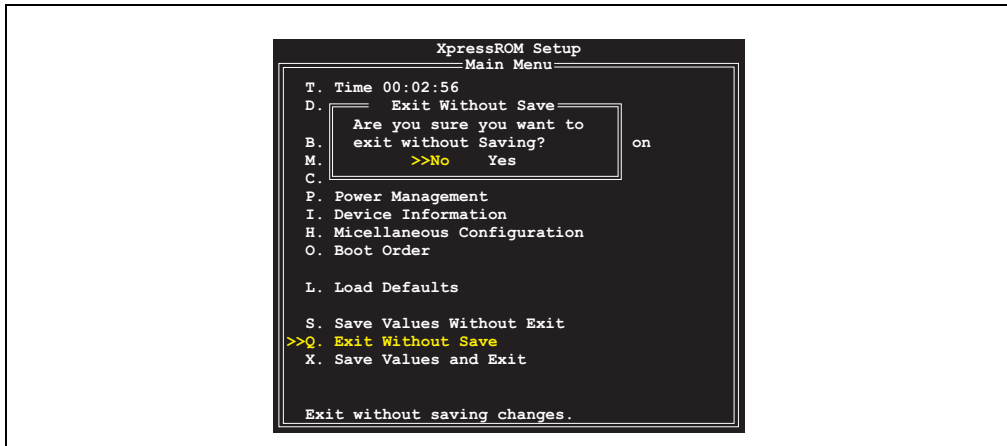 XpressROM Setup
Main Menu
T. Time 00:02:56
D.
Exit Without Save
Are you sure you want to
B. exit without Saving? on
M. >>No Yes
C.
P. Power Management
I. Device Information
H. Micellaneous Configuration
O. Boot Order
L. Load Defaults
S. Save Values Without Exit
>>Q. Exit Without Save
X. Save Values and Exit
Exit without saving changes.